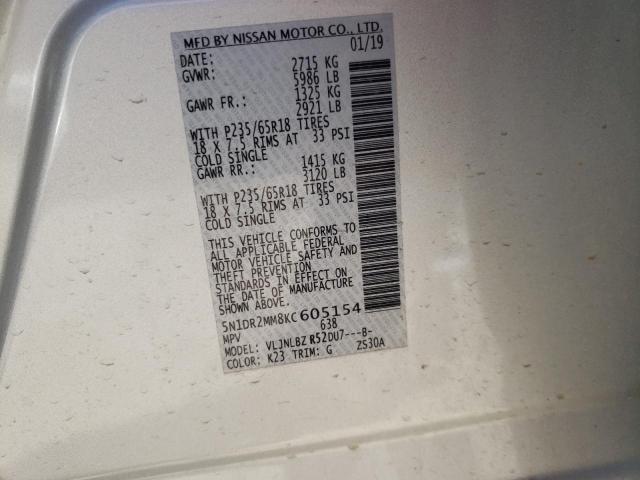 MFD BY NISSAN MOTOR CO., LTD.
DATE: 01/19
GVWR: 2715 KG
5986 LB
GAWR FR.: 1325 KG
2921 LB
WITH P235/65R18 TIRES
18 X 7.5 RIMS AT 33 PSI
COLD SINGLE
GAWR RR.: 1415 KG
3120 LB
WITH P235/65R18 TIRES
18 X 7.5 RIMS AT 33 PSI
COLD SINGLE
THIS VEHICLE CONFORMS TO
ALL APPLICABLE FEDERAL
MOTOR VEHICLE SAFETY AND
THEFT PREVENTION
STANDARDS IN EFFECT ON
THE DATE OF MANUFACTURE
SHOWN ABOVE.
5N1DR2MM8KC605154
MPV 638
MODEL: VLJNLBZ R52DU7---B-
COLOR: K23 TRIM: G ZS30A